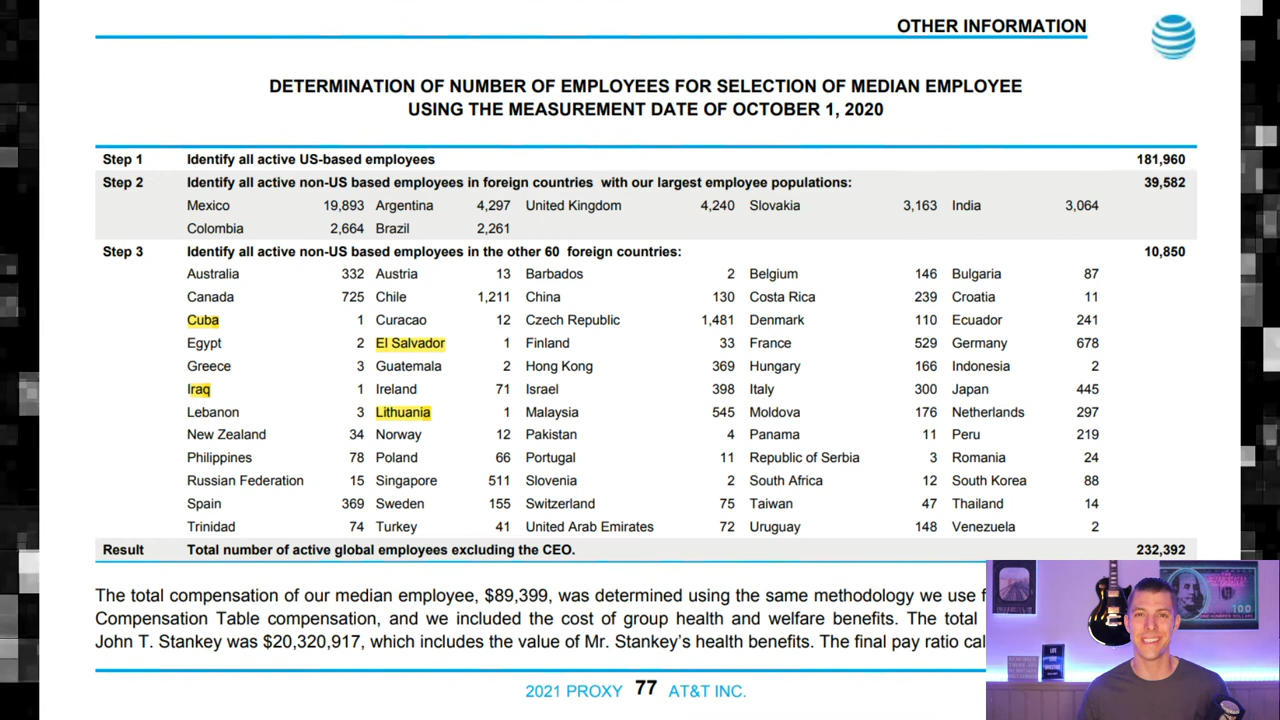 OTHER INFORMATION
DETERMINATION OF NUMBER OF EMPLOYEES FOR SELECTION OF MEDIAN EMPLOYEE
USING THE MEASUREMENT DATE OF OCTOBER 1, 2020
Step 1 Identify all active US-based employees 181,960
Step 2 Identify all active non-US based employees in foreign countries with our largest employee populations: 39,582
Mexico 19,893 Argentina 4,297 United Kingdom 4,240 Slovakia 3,163 India 3,064
Colombia 2,664 Brazil 2,261
Step 3 Identify all active non-US based employees in the other 60 foreign countries: 10,850
Australia 332 Austria 13 Barbados 2 Belgium 146 Bulgaria 87
Canada 725 Chile 1,211 China 130 Costa Rica 239 Croatia 11
Cuba 1 Curacao 12 Czech Republic 1,481 Denmark 110 Ecuador 241
Egypt 2 El Salvador 1 Finland 33 France 529 Germany 678
Greece 3 Guatemala 2 Hong Kong 369 Hungary 166 Indonesia 2
Iraq 1 Ireland 71 Israel 398 Italy 300 Japan 445
Lebanon 3 Lithuania 1 Malaysia 545 Moldova 176 Netherlands 297
New Zealand 34 Norway 12 Pakistan 4 Panama 11 Peru 219
Philippines 78 Poland 66 Portugal 11 Republic of Serbia 3 Romania 24
Russian Federation 15 Singapore 511 Slovenia 2 South Africa 12 South Korea 88
Spain 369 Sweden 155 Switzerland 75 Taiwan 47 Thailand 14
Trinidad 74 Turkey 41 United Arab Emirates 72 Uruguay 148 Venezuela 2
Result Total number of active global employees excluding the CEO. 232,392
The total compensation of our median employee, $89,399, was determined using the same methodology we use
Compensation Table compensation, and we included the cost of group health and welfare benefits. The total
John T. Stankey was $20,320,917, which includes the value of Mr. Stankey's health benefits. The final pay ratio cal
2021 PROXY 77 AT&T INC.
100